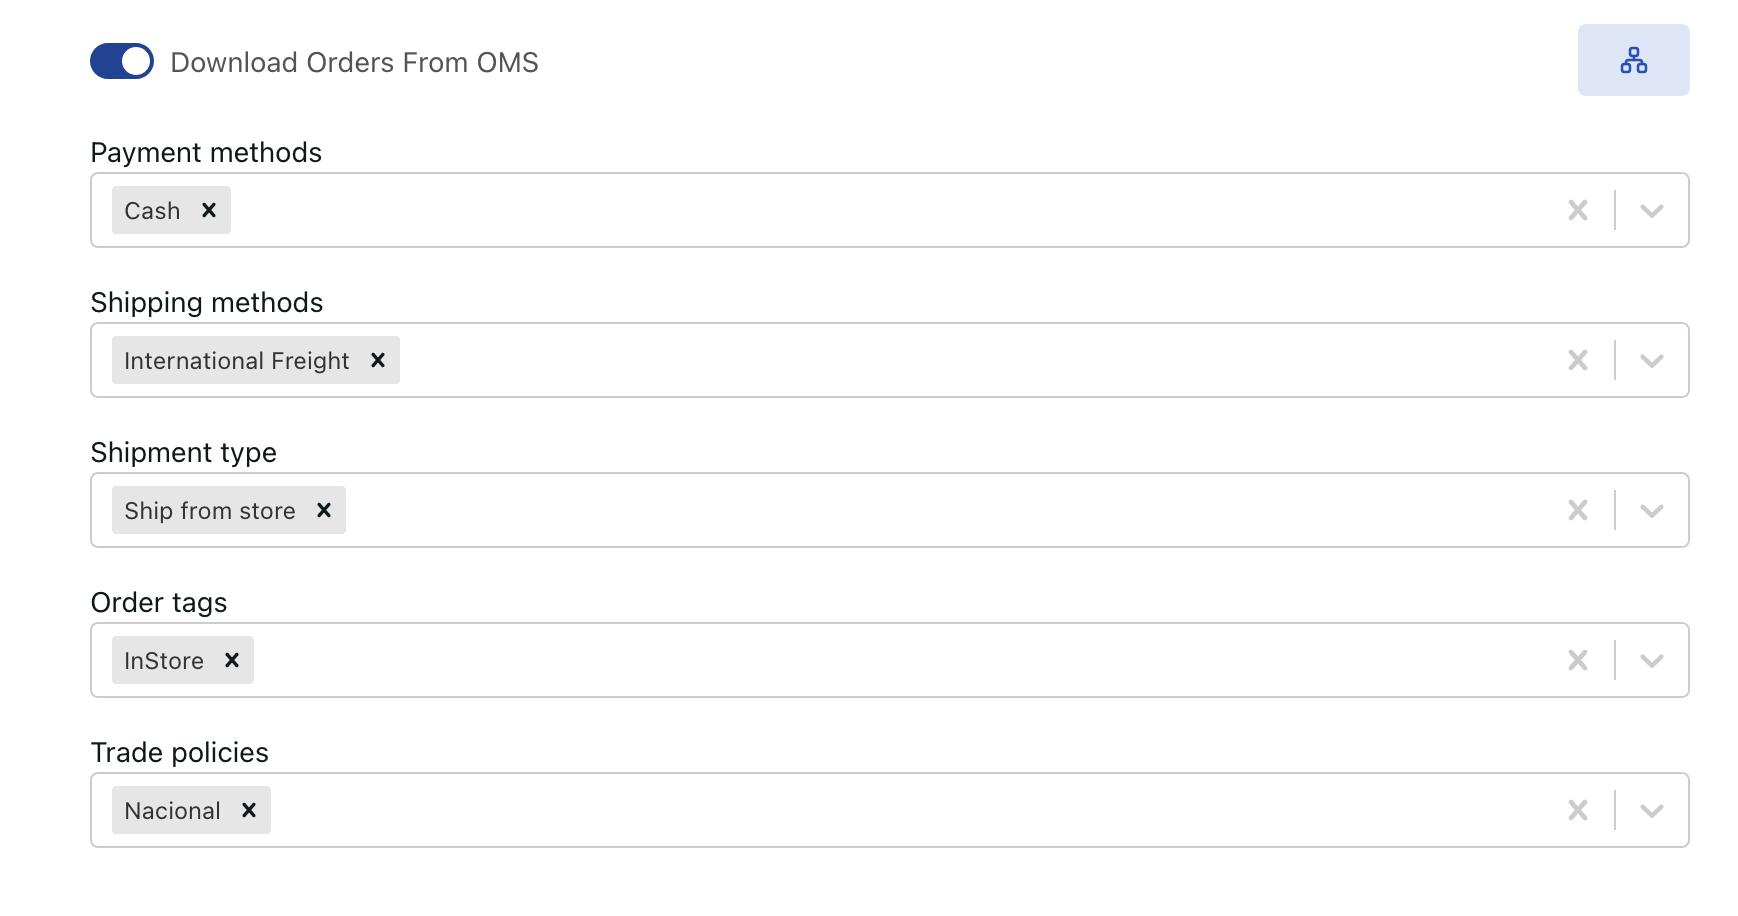 Download Orders From OMS
Payment methods
Cash
Shipping methods
International Freight
Shipment type
Ship from store
Order tags
InStore
Trade policies
Nacional